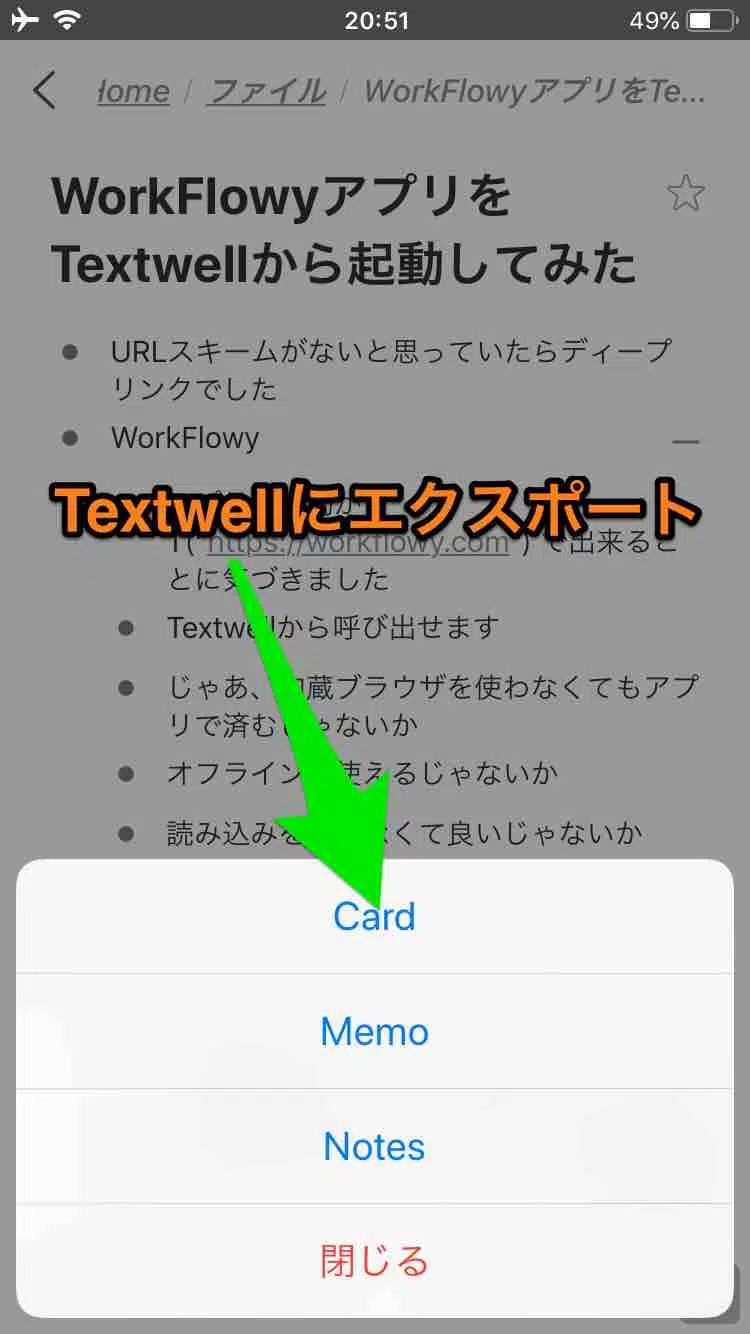 20:51
49%
Home / ファイル / WorkFlowyアプリをTe...
WorkFlowyアプリを
Textwellから起動してみた
URLスキームがないと思っていたらディープ
リンクでした
WorkFlowy
Textwellにエクスポート
https://workflowy.com ") で出来るこ
とに気づきました
Textwellから呼び出せます
じゃあ、内蔵ブラウザを使わなくてもアプ
リで済むじゃないか
オフラインで使えるじゃないか
読み込みを なくて良いじゃないか
Card
Memo
Notes
閉じる